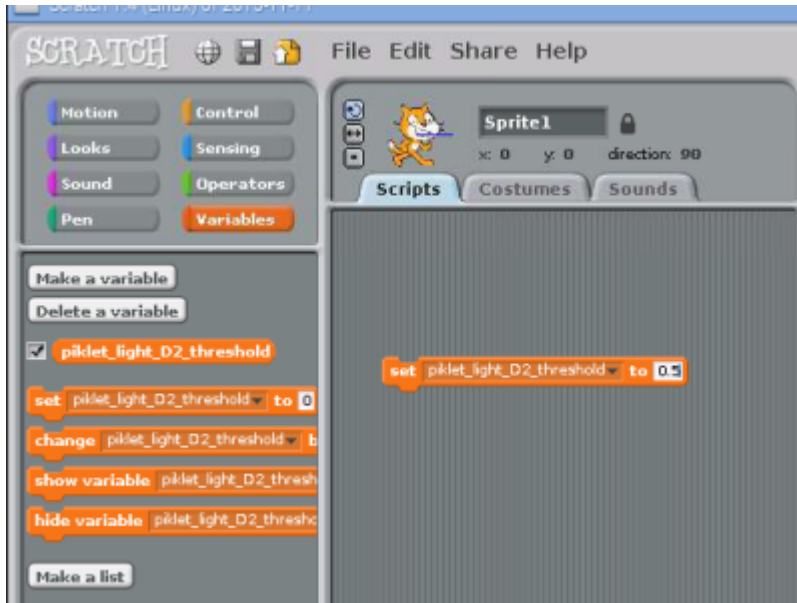 SCRATCH File Edit Share Help
Motion Control
Looks Sensing
Sound Operators
Pen Variables
Sprite1
x: 0 y: 0 direction: 90
Scripts Costumes Sounds
Make a variable
Delete a variable
piklet_light_D2_threshold
set piklet_light_D2_threshold to 0
change piklet_light_D2_threshold b
show variable piklet_light_D2_thresh
hide variable piklet_light_D2_thresho
Make a list
set piklet_light_D2_threshold to 0.5